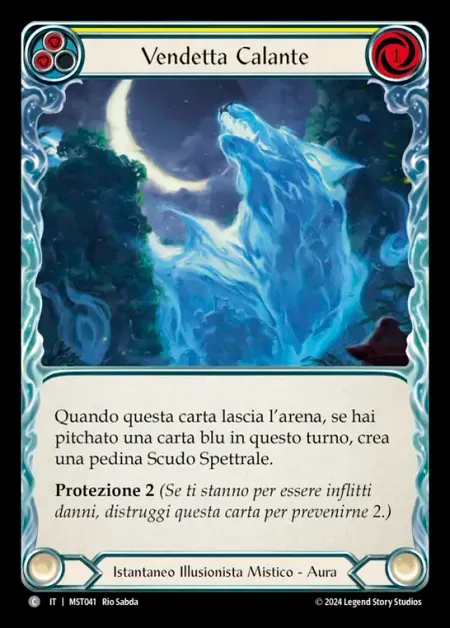 Vendetta Calante
1
Quando questa carta lascia l'arena, se hai
pitchato una carta blu in questo turno, crea
una pedina Scudo Spettrale.
Protezione 2 (Se ti stanno per essere inflitti
danni, distruggi questa carta per prevenirne 2.)
Istantaneo Illusionista Mistico - Aura
C IT | MST041 Rio Sabda
© 2024 Legend Story Studios